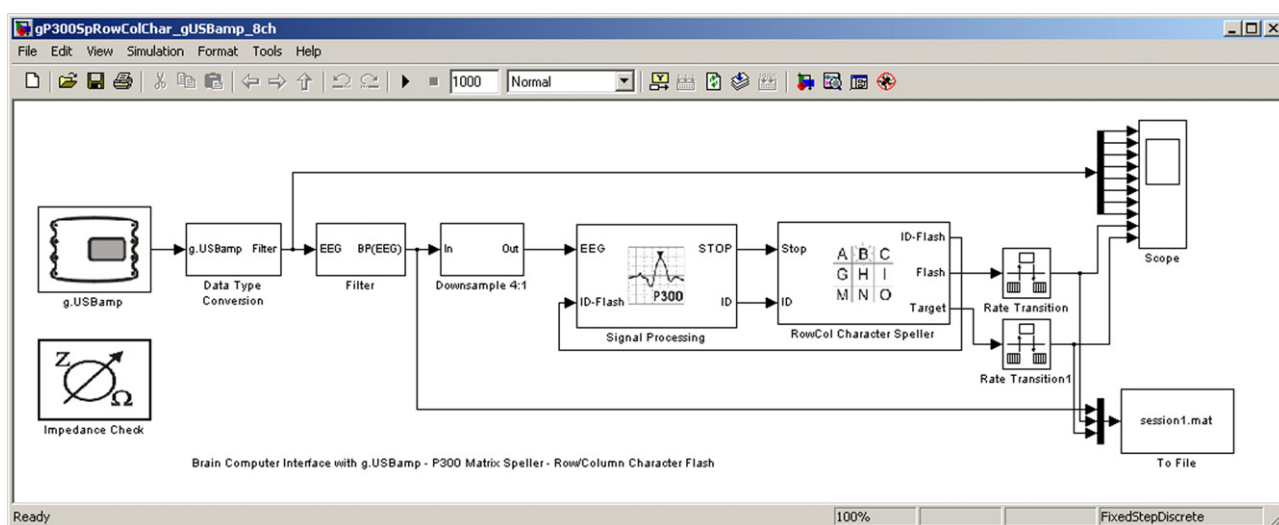 gP300SpRowColChar_gUSBamp_8ch
File Edit View Simulation Format Tools Help
1000 Normal
g.USBamp
g.USBamp Filter
Data Type
Conversion
EEG BP(EEG)
Filter
In Out
Downsample 4:1
EEG STOP
ID-Flash P300 ID
Signal Processing
Stop
ID
A B C
G H I
M N O
ID-Flash
Flash
Target
RowCol Character Speller
Rate Transition
Rate Transition1
Scope
Z Ω
Impedance Check
session1.mat
To File
Brain Computer Interface with g.USBamp - P300 Matrix Speller - Row/Column Character Flash
Ready 100% FixedStepDiscrete